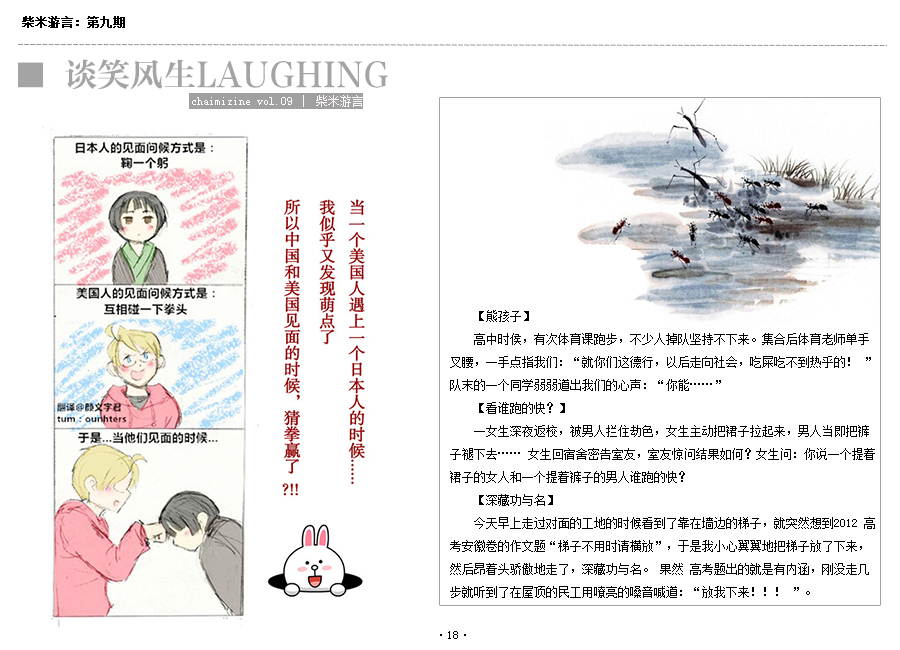 柴米游言：第九期
谈笑风生LAUGHING
chaimizine vol.09 | 柴米游言
日本人的见面问候方式是：
鞠一个躬
美国人的见面问候方式是：
互相碰一下拳头
翻译@颜文字君
tum：ounhters
于是...当他们见面的时候...
当一个美国人遇上一个日本人的时候……
我似乎又发现萌点了
所以中国和美国见面的时候，猜拳赢了?!!
【熊孩子】
高中时候，有次体育课跑步，不少人掉队坚持不下来。集合后体育老师单手
叉腰，一手点指我们：“就你们这德行，以后走向社会，吃屎吃不到热乎的！ ”
队末的一个同学弱弱道出我们的心声：“你能……”
【看谁跑的快？】
一女生深夜返校，被男人拦住劫色，女生主动把裙子拉起来，男人当即把裤
子褪下去…… 女生回宿舍密告室友，室友惊问结果如何？女生问：你说一个提着
裙子的女人和一个提着裤子的男人谁跑的快？
【深藏功与名】
今天早上走过对面的工地的时候看到了靠在墙边的梯子，就突然想到2012 高
考安徽卷的作文题“梯子不用时请横放”，于是我小心翼翼地把梯子放了下来，
然后昂着头骄傲地走了，深藏功与名。 果然 高考题出的就是有内涵，刚没走几
步就听到了在屋顶的民工用嘹亮的嗓音喊道：“放我下来！！！ ”。
· 18 ·